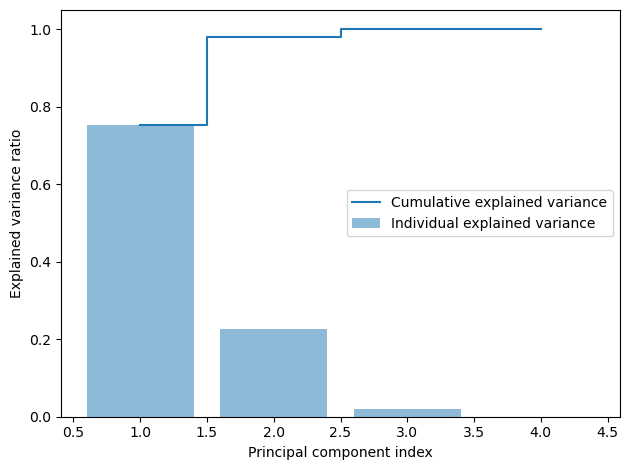 1.0
0.8
0.6
0.4
0.2
0.0
Explained variance ratio
Cumulative explained variance
Individual explained variance
0.5 1.0 1.5 2.0 2.5 3.0 3.5 4.0 4.5
Principal component index